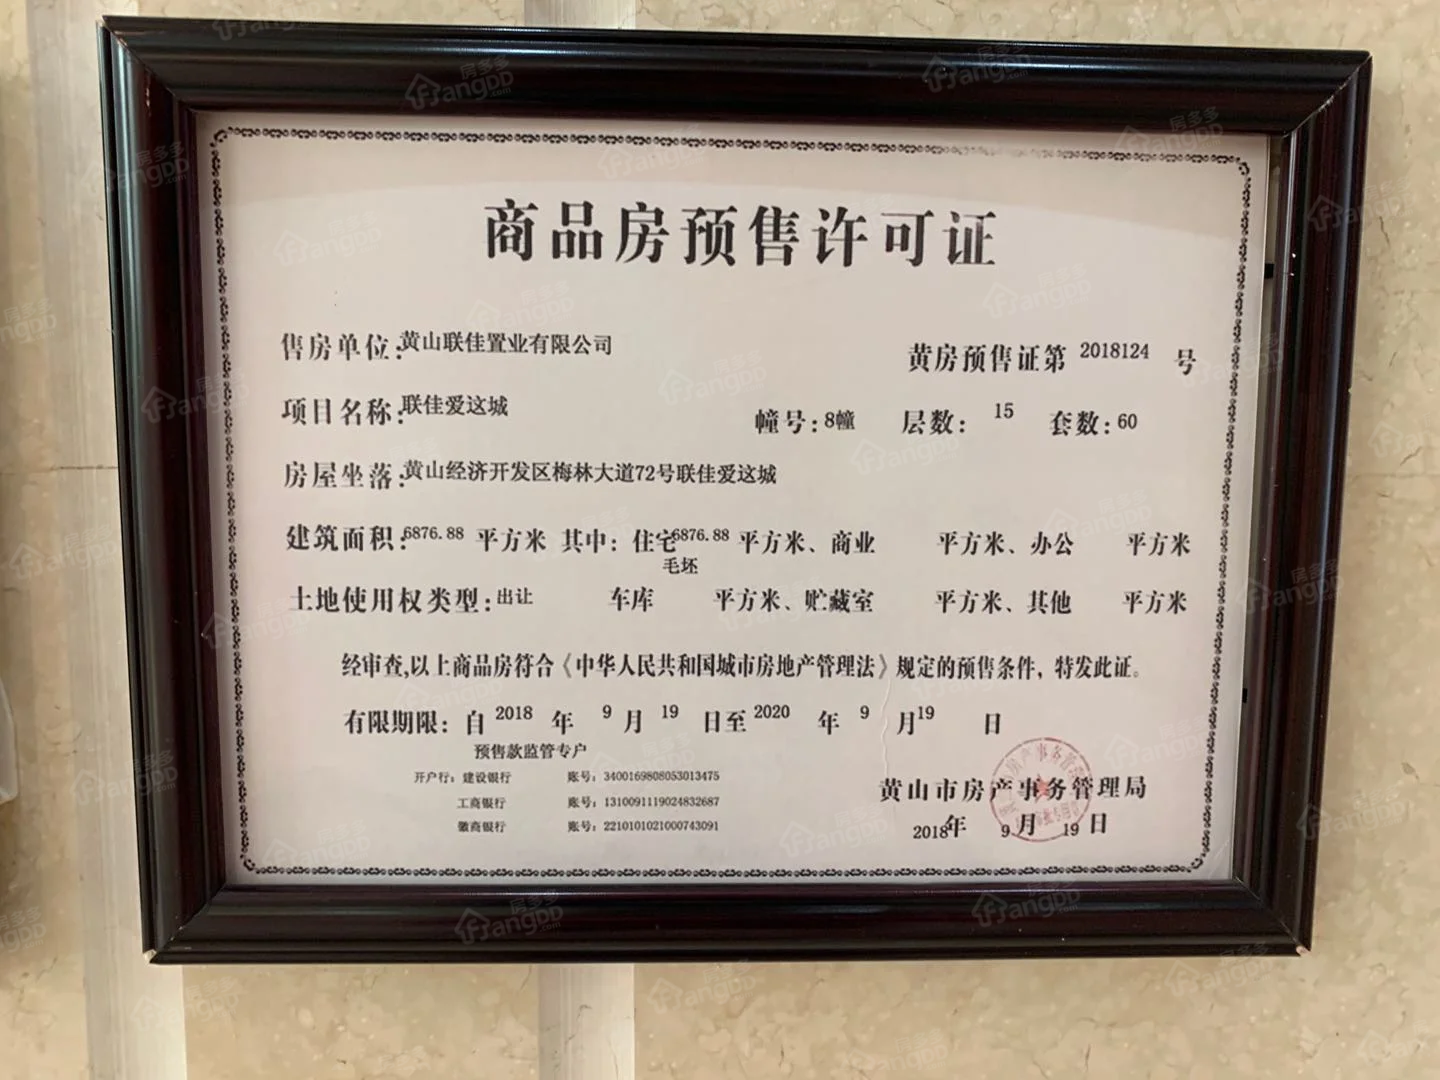 商品房预售许可证
售房单位:黄山联佳置业有限公司
黄房预售证第 2018124 号
项目名称:联佳爱这城
幢号:8幢 层数: 15 套数:60
房屋坐落:黄山经济开发区梅林大道72号联佳爱这城
建筑面积:6876.88 平方米 其中: 住宅6876.88 平方米、商业 平方米、办公 平方米
毛坯
土地使用权类型:出让 车库 平方米、贮藏室 平方米、其他 平方米
经审查,以上商品房符合《中华人民共和国城市房地产管理法》规定的预售条件,特发此证。
有限期限: 自 2018 年 9 月 19 日至 2020 年 9 月 19 日
预售款监管专户
开户行: 建设银行 账号: 34001698080530134​75
工商银行 账号: 1310091119024832687
徽商银行 账号: 2210101021000743091
黄山市房产事务管理局
2018年 9月 19日
房多多
Fangdd.com